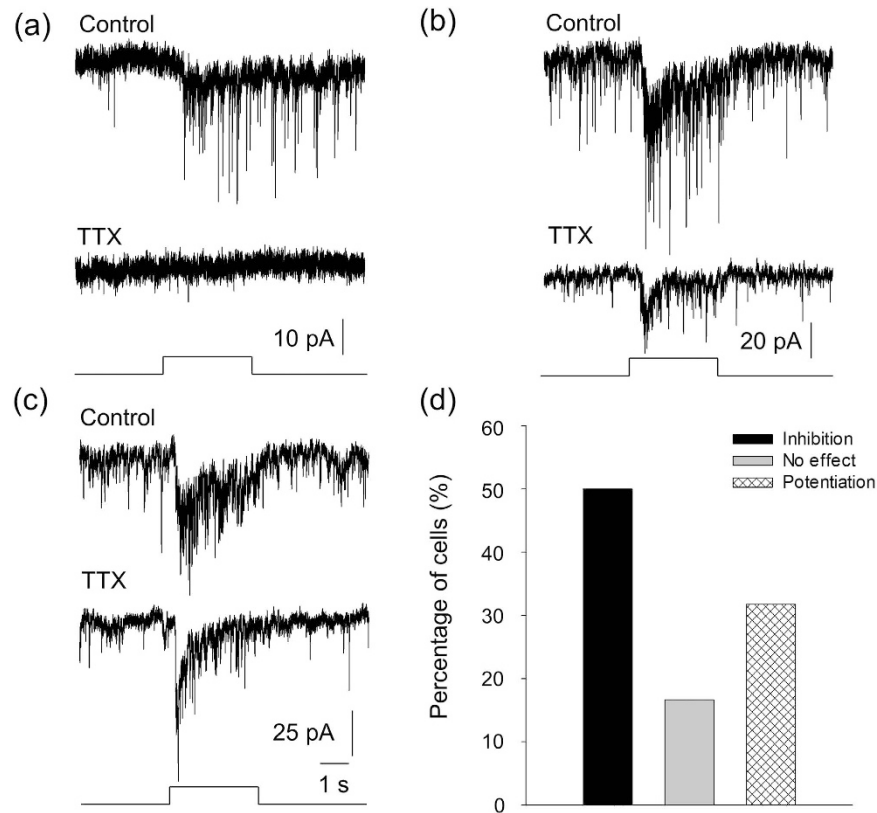 (a)
Control
TTX
10 pA
(b)
Control
TTX
20 pA
(c)
Control
TTX
25 pA
1 s
(d)
Percentage of cells (%)
60
50
40
30
20
10
0
Inhibition
No effect
Potentiation